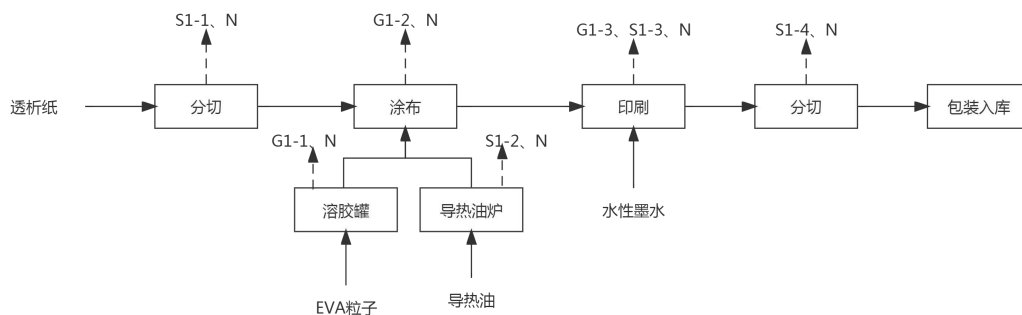 S1-1、N
G1-2、N
G1-3、S1-3、N
S1-4、N
透析纸
分切
涂布
印刷
分切
包装入库
G1-1、N
S1-2、N
溶胶罐
导热油炉
水性墨水
EVA粒子
导热油